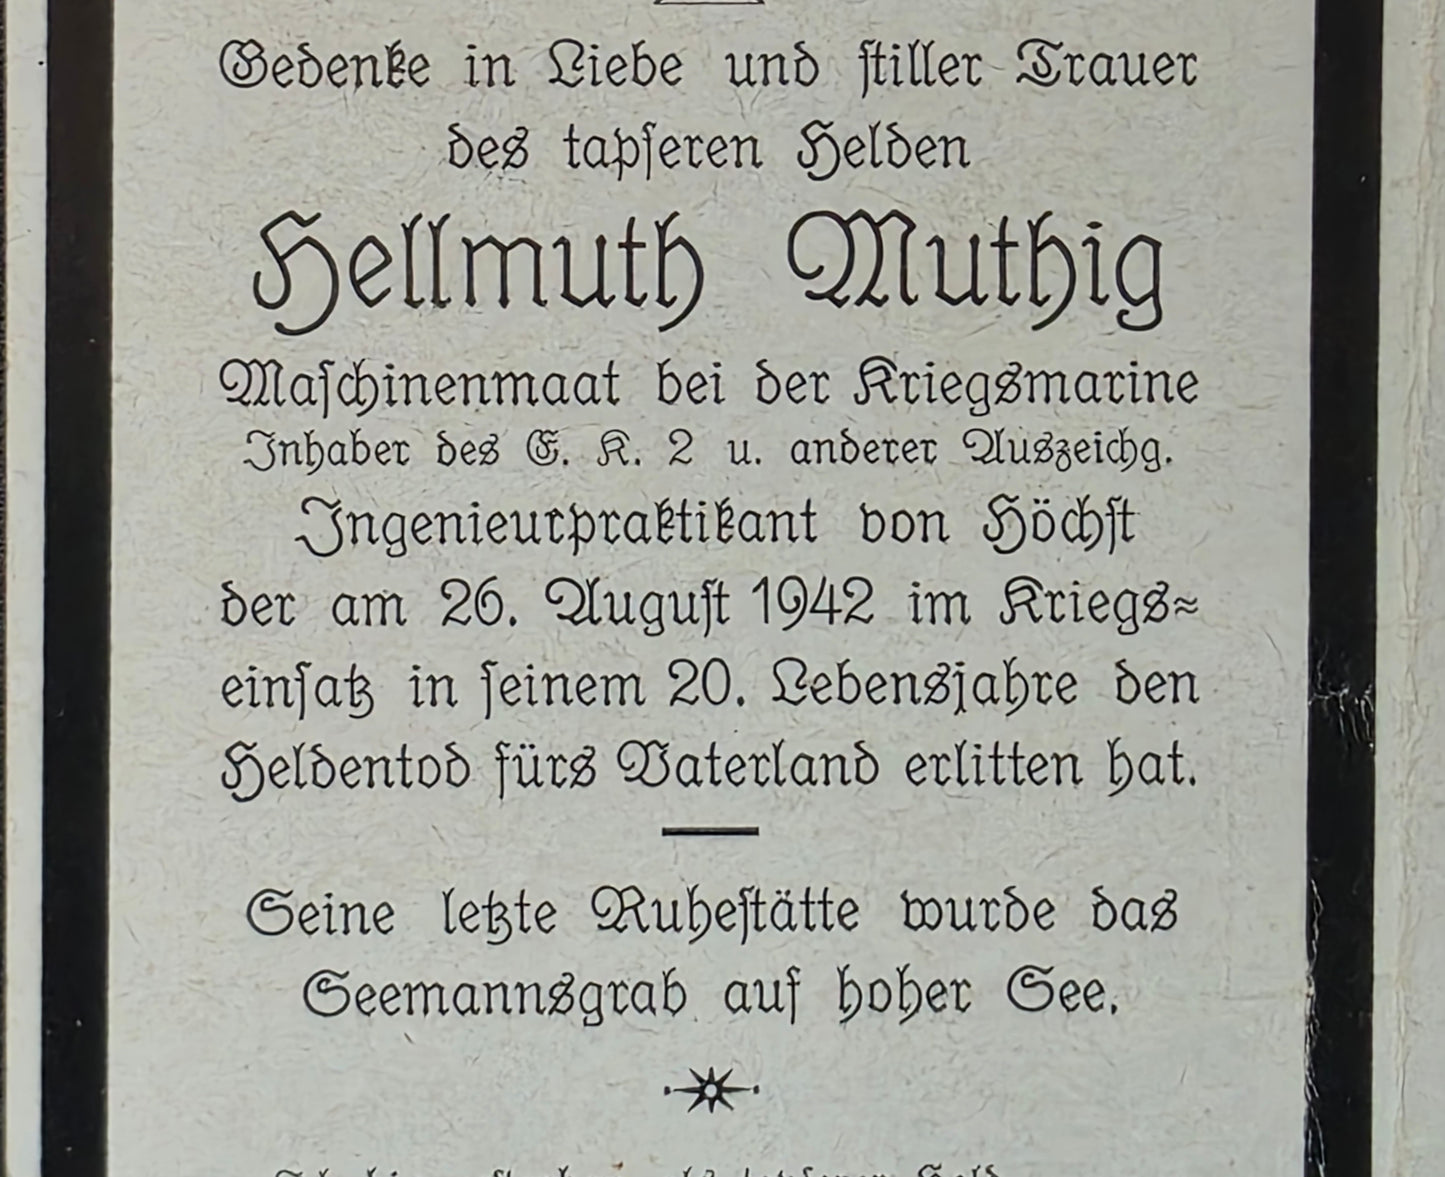 Gedenke in Liebe und stiller Trauer
des tapferen Helden
Hellmuth Muthig
Maschinenmaat bei der Kriegsmarine
Inhaber des E. K. 2 u. anderer Auszeichg.
Ingenieurpraktikant von Höchst
der am 26. August 1942 im Kriegs-
einsatz in seinem 20. Lebensjahre den
Heldentod fürs Vaterland erlitten hat.
Seine letzte Ruhestätte wurde das
Seemannsgrab auf hoher See.